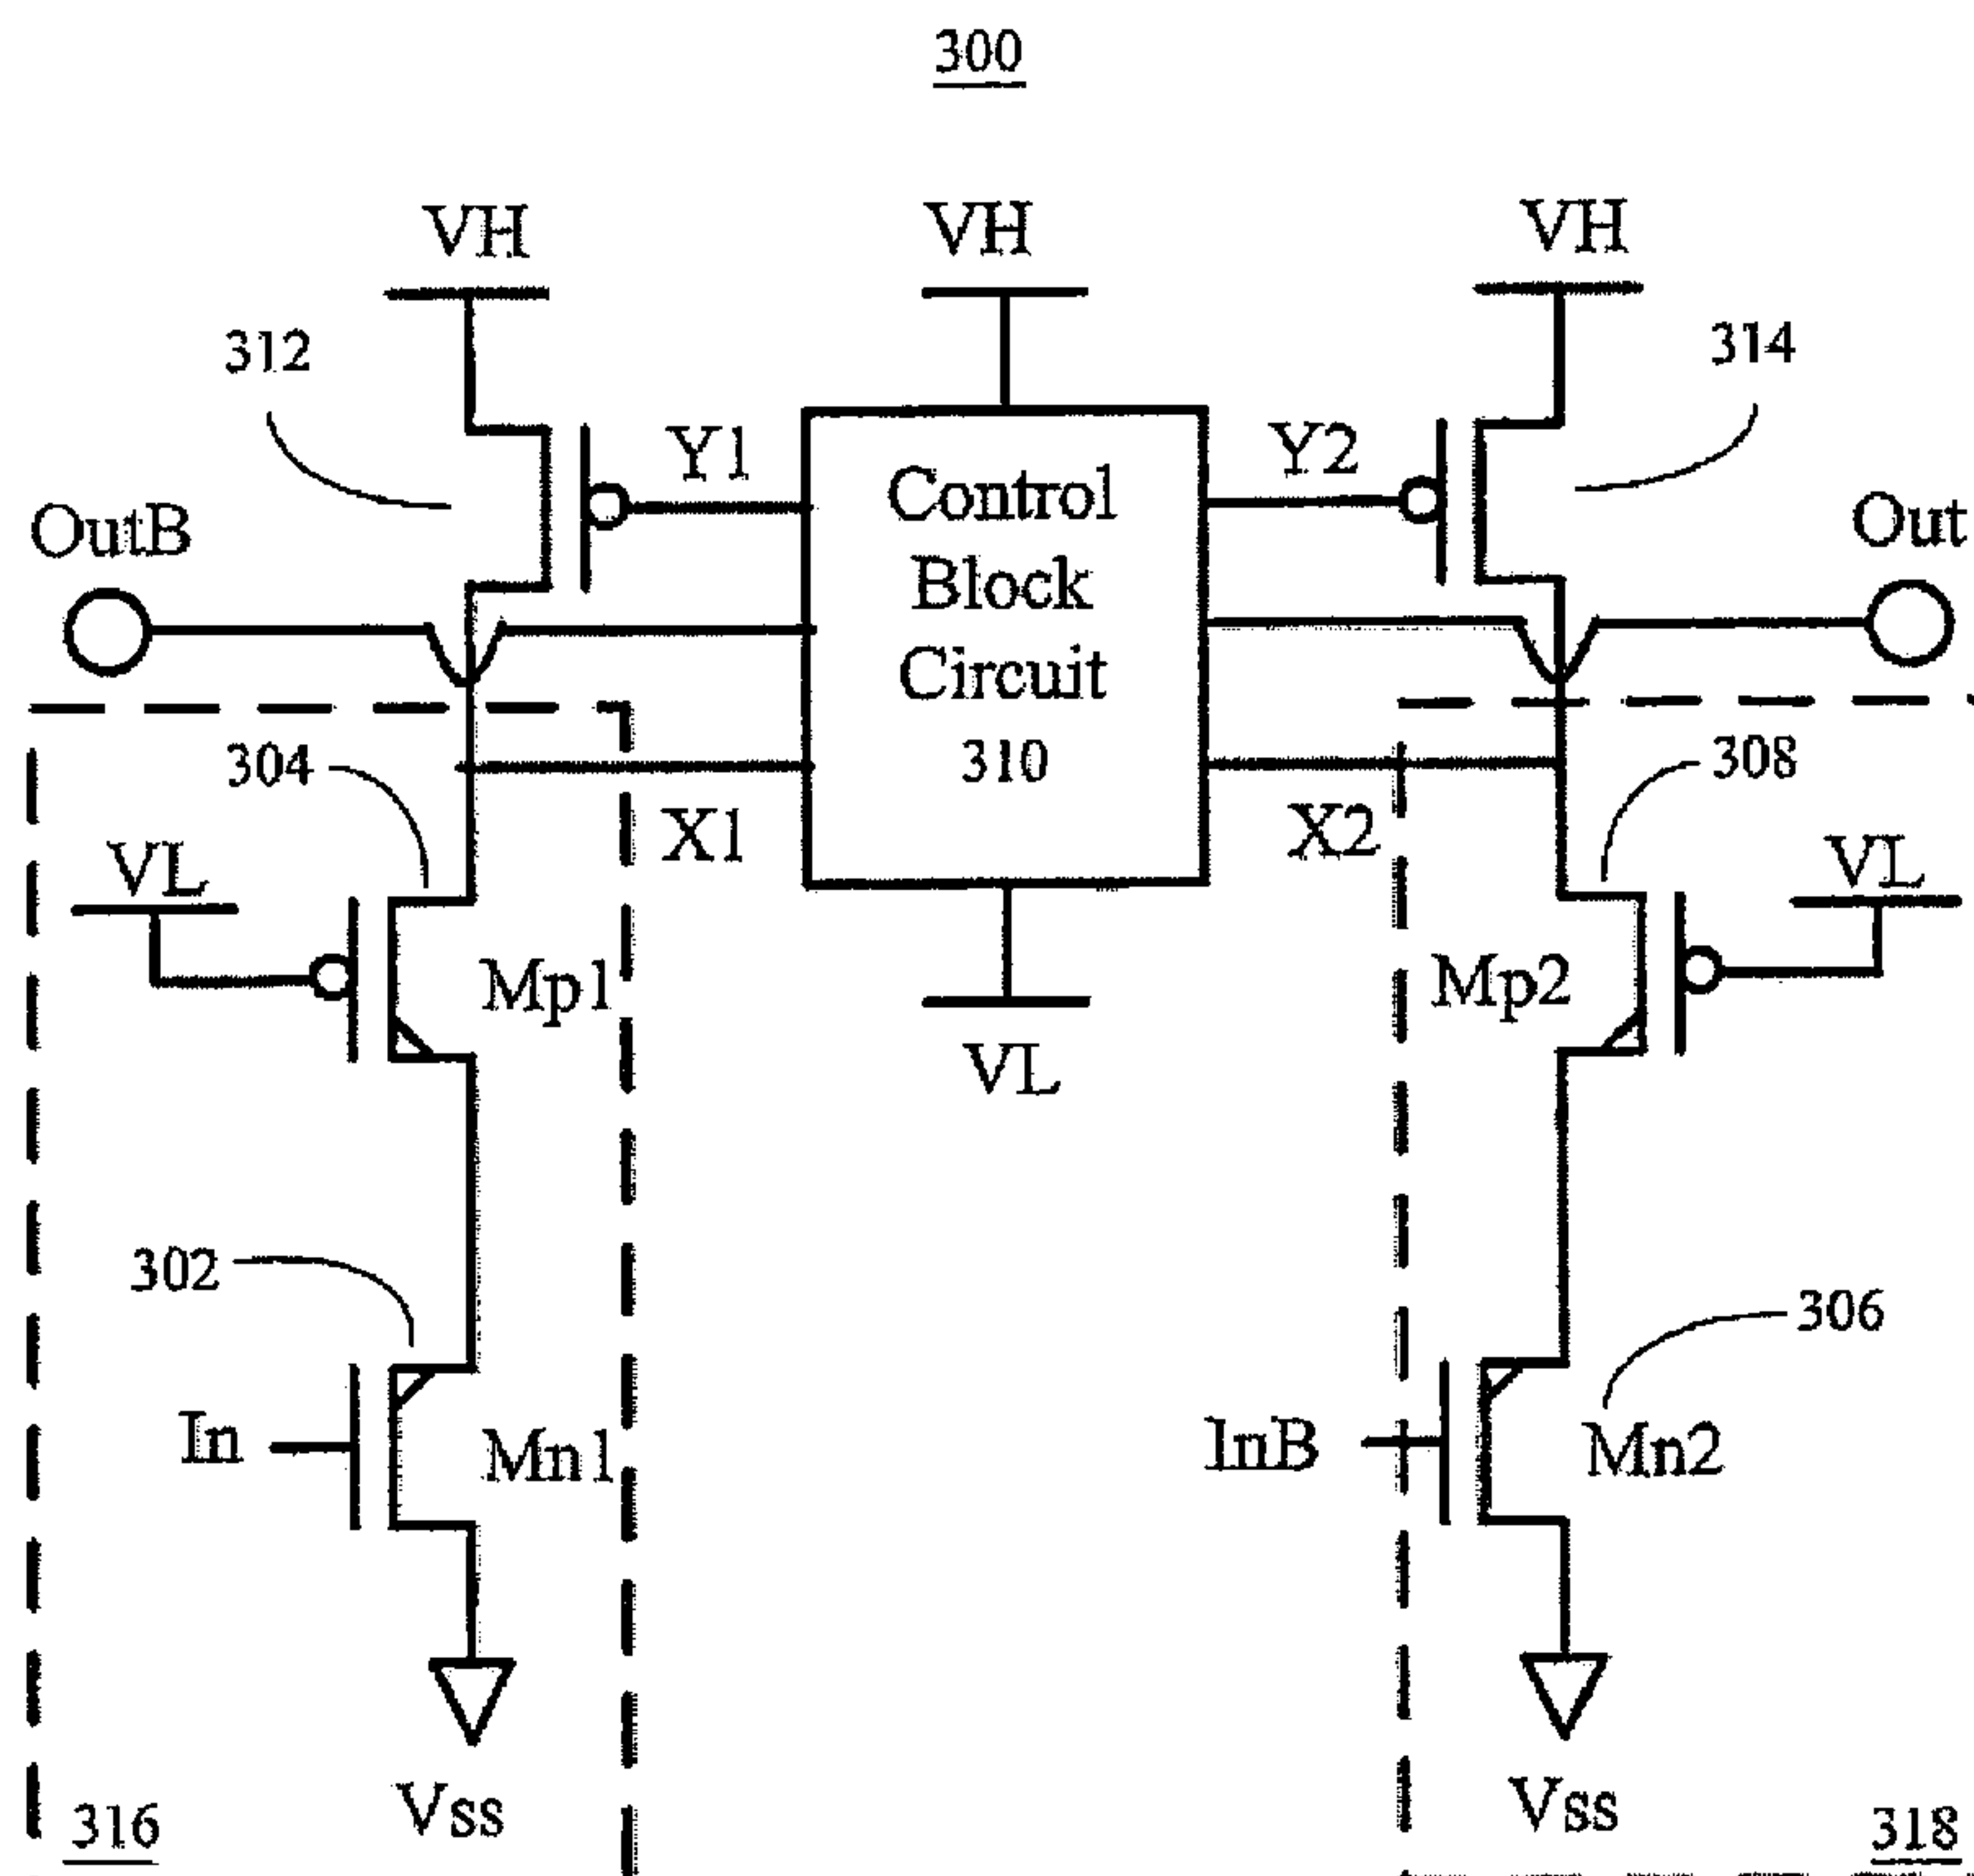 300
VH
VH
VH
312
314
Y1
Y2
Control
Block
Circuit
310
OutB
Out
304
308
X1
X2
VL
VL
Mp1
Mp2
VL
302
306
In
Mn1
InB
Mn2
Vss
Vss
316
318